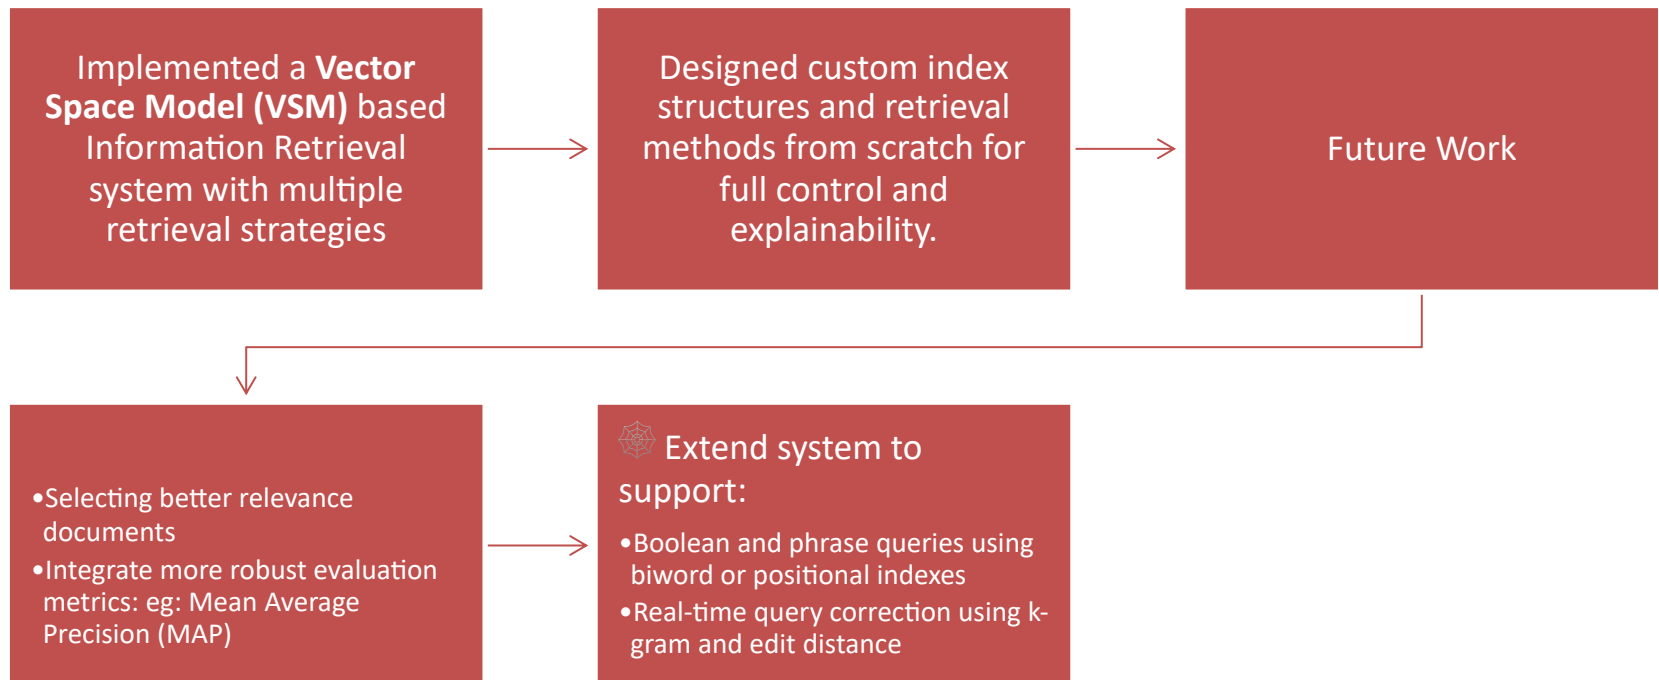 Implemented a Vector
Space Model (VSM) based
Information Retrieval
system with multiple
retrieval strategies
Designed custom index
structures and retrieval
methods from scratch for
full control and
explainability.
Future Work
•Selecting better relevance
documents
•Integrate more robust evaluation
metrics: eg: Mean Average
Precision (MAP)
🕸 Extend system to
support:
•Boolean and phrase queries using
biword or positional indexes
•Real-time query correction using k-
gram and edit distance